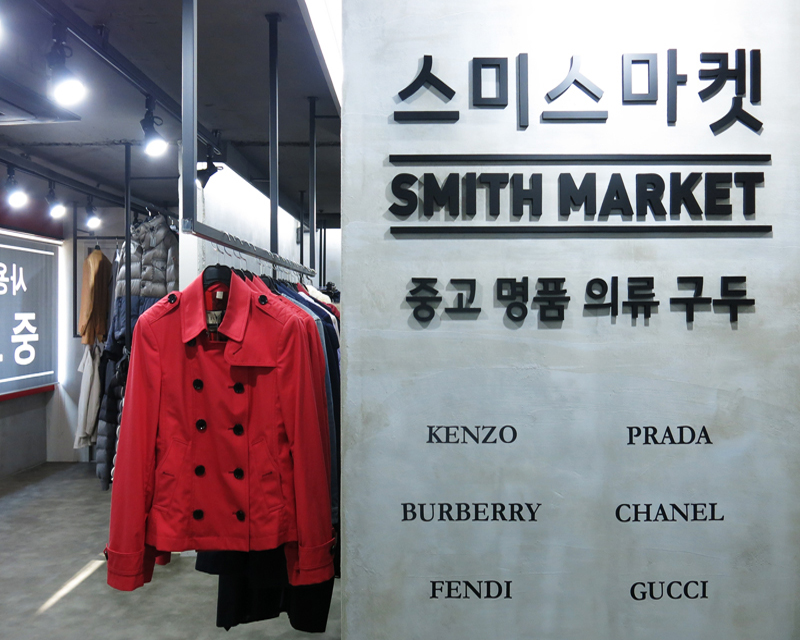 스미스마켓
SMITH MARKET
중고 명품 의류 구두
KENZO PRADA
BURBERRY CHANEL
FENDI GUCCI